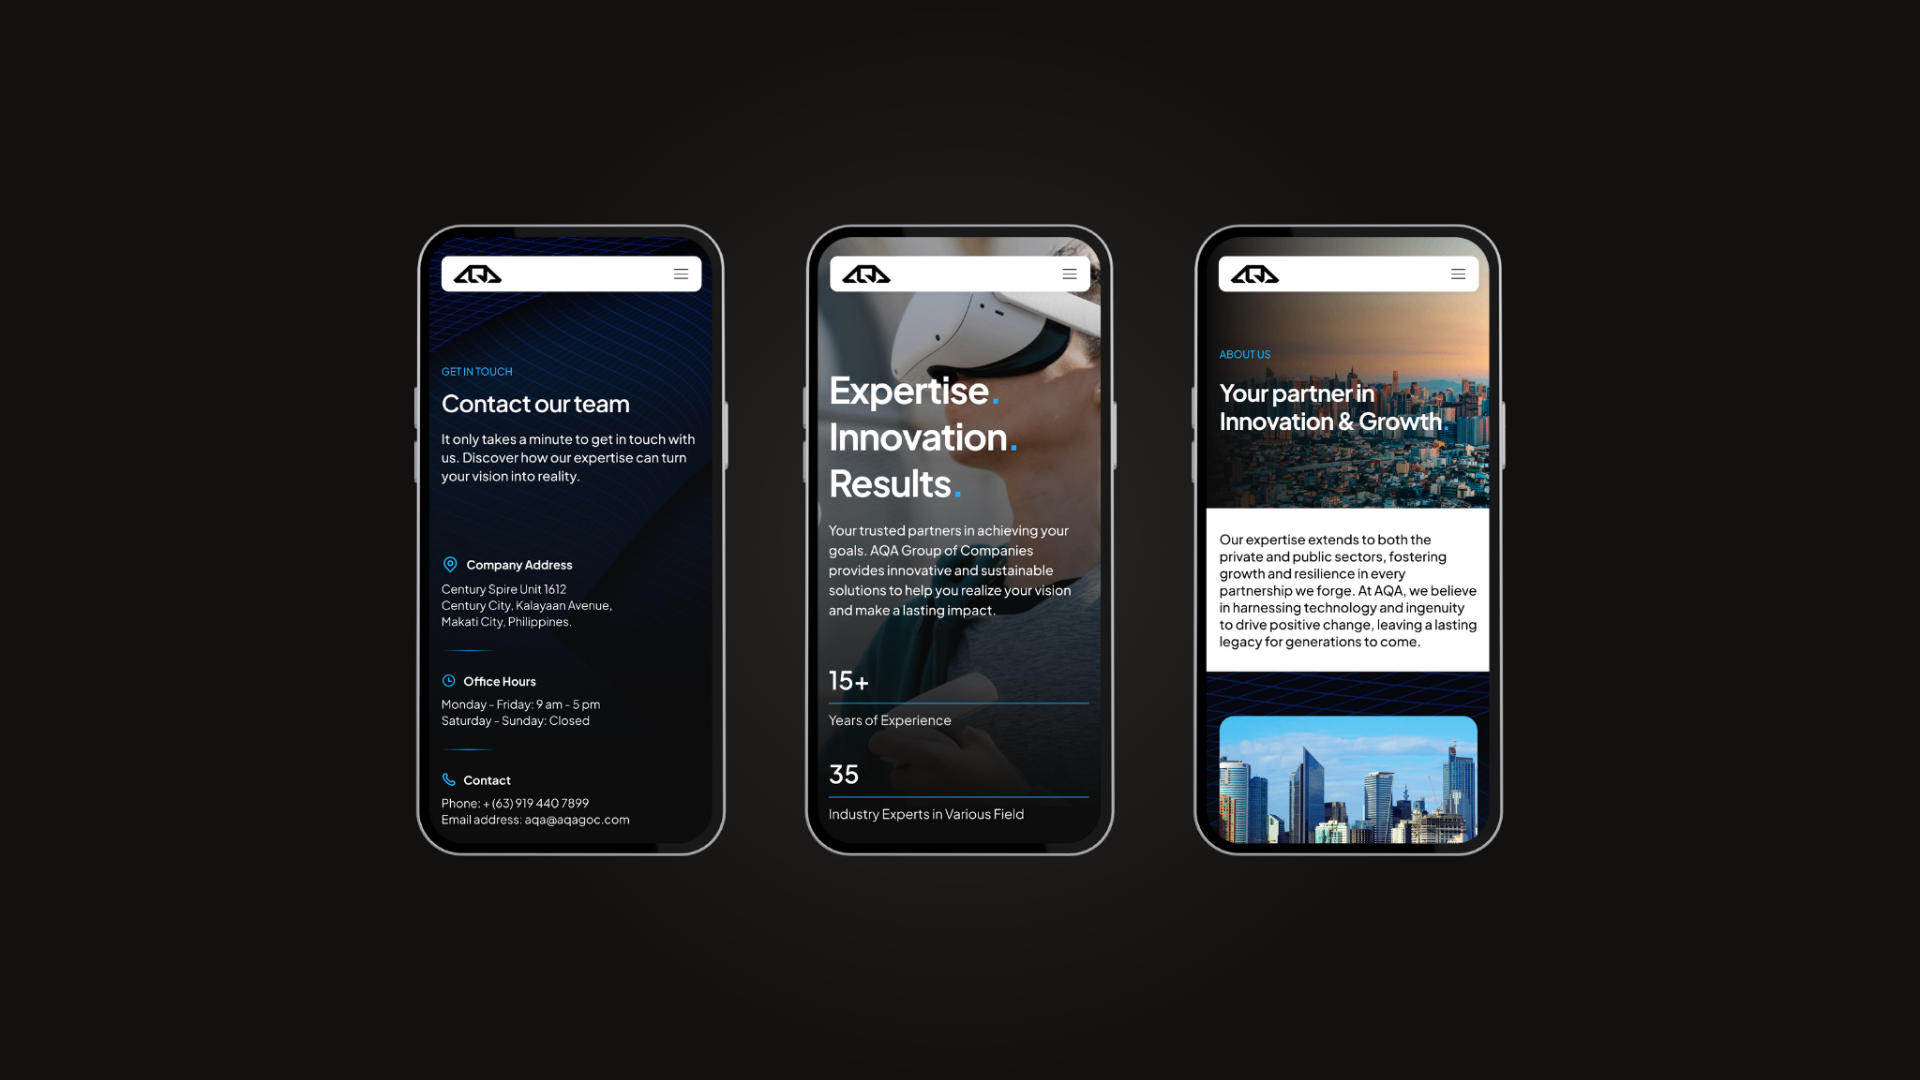 AQA
GET IN TOUCH
Contact our team
It only takes a minute to get in touch with
us. Discover how our expertise can turn
your vision into reality.
Company Address
Century Spire Unit 1612
Century City, Kalayaan Avenue,
Makati City, Philippines.
Office Hours
Monday - Friday: 9 am - 5 pm
Saturday - Sunday: Closed
Contact
Phone: + (63) 919 440 7899
Email address: aqa@aqagoc.com
AQA
Expertise.
Innovation.
Results.
Your trusted partners in achieving your
goals. AQA Group of Companies
provides innovative and sustainable
solutions to help you realize your vision
and make a lasting impact.
15+
Years of Experience
35
Industry Experts in Various Field
AQA
ABOUT US
Your partner in
Innovation & Growth.
Our expertise extends to both the
private and public sectors, fostering
growth and resilience in every
partnership we forge. At AQA, we believe
in harnessing technology and ingenuity
to drive positive change, leaving a lasting
legacy for generations to come.